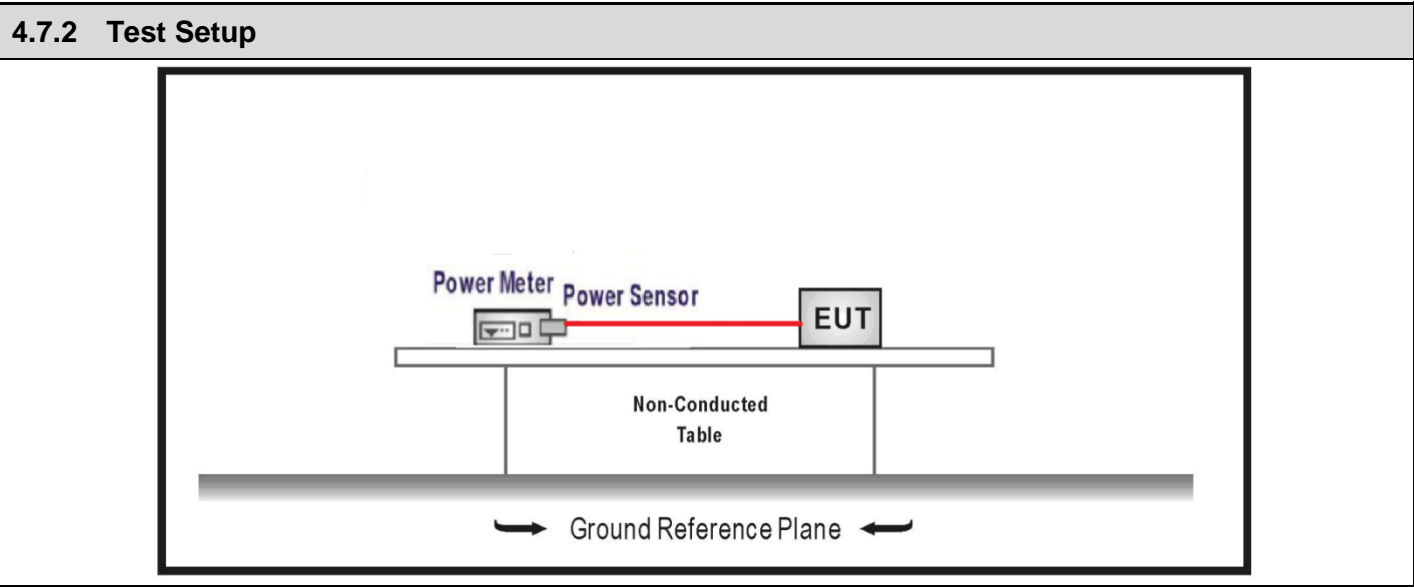 4.7.2 Test Setup
Power Meter
Power Sensor
EUT
Non-Conducted
Table
Ground Reference Plane